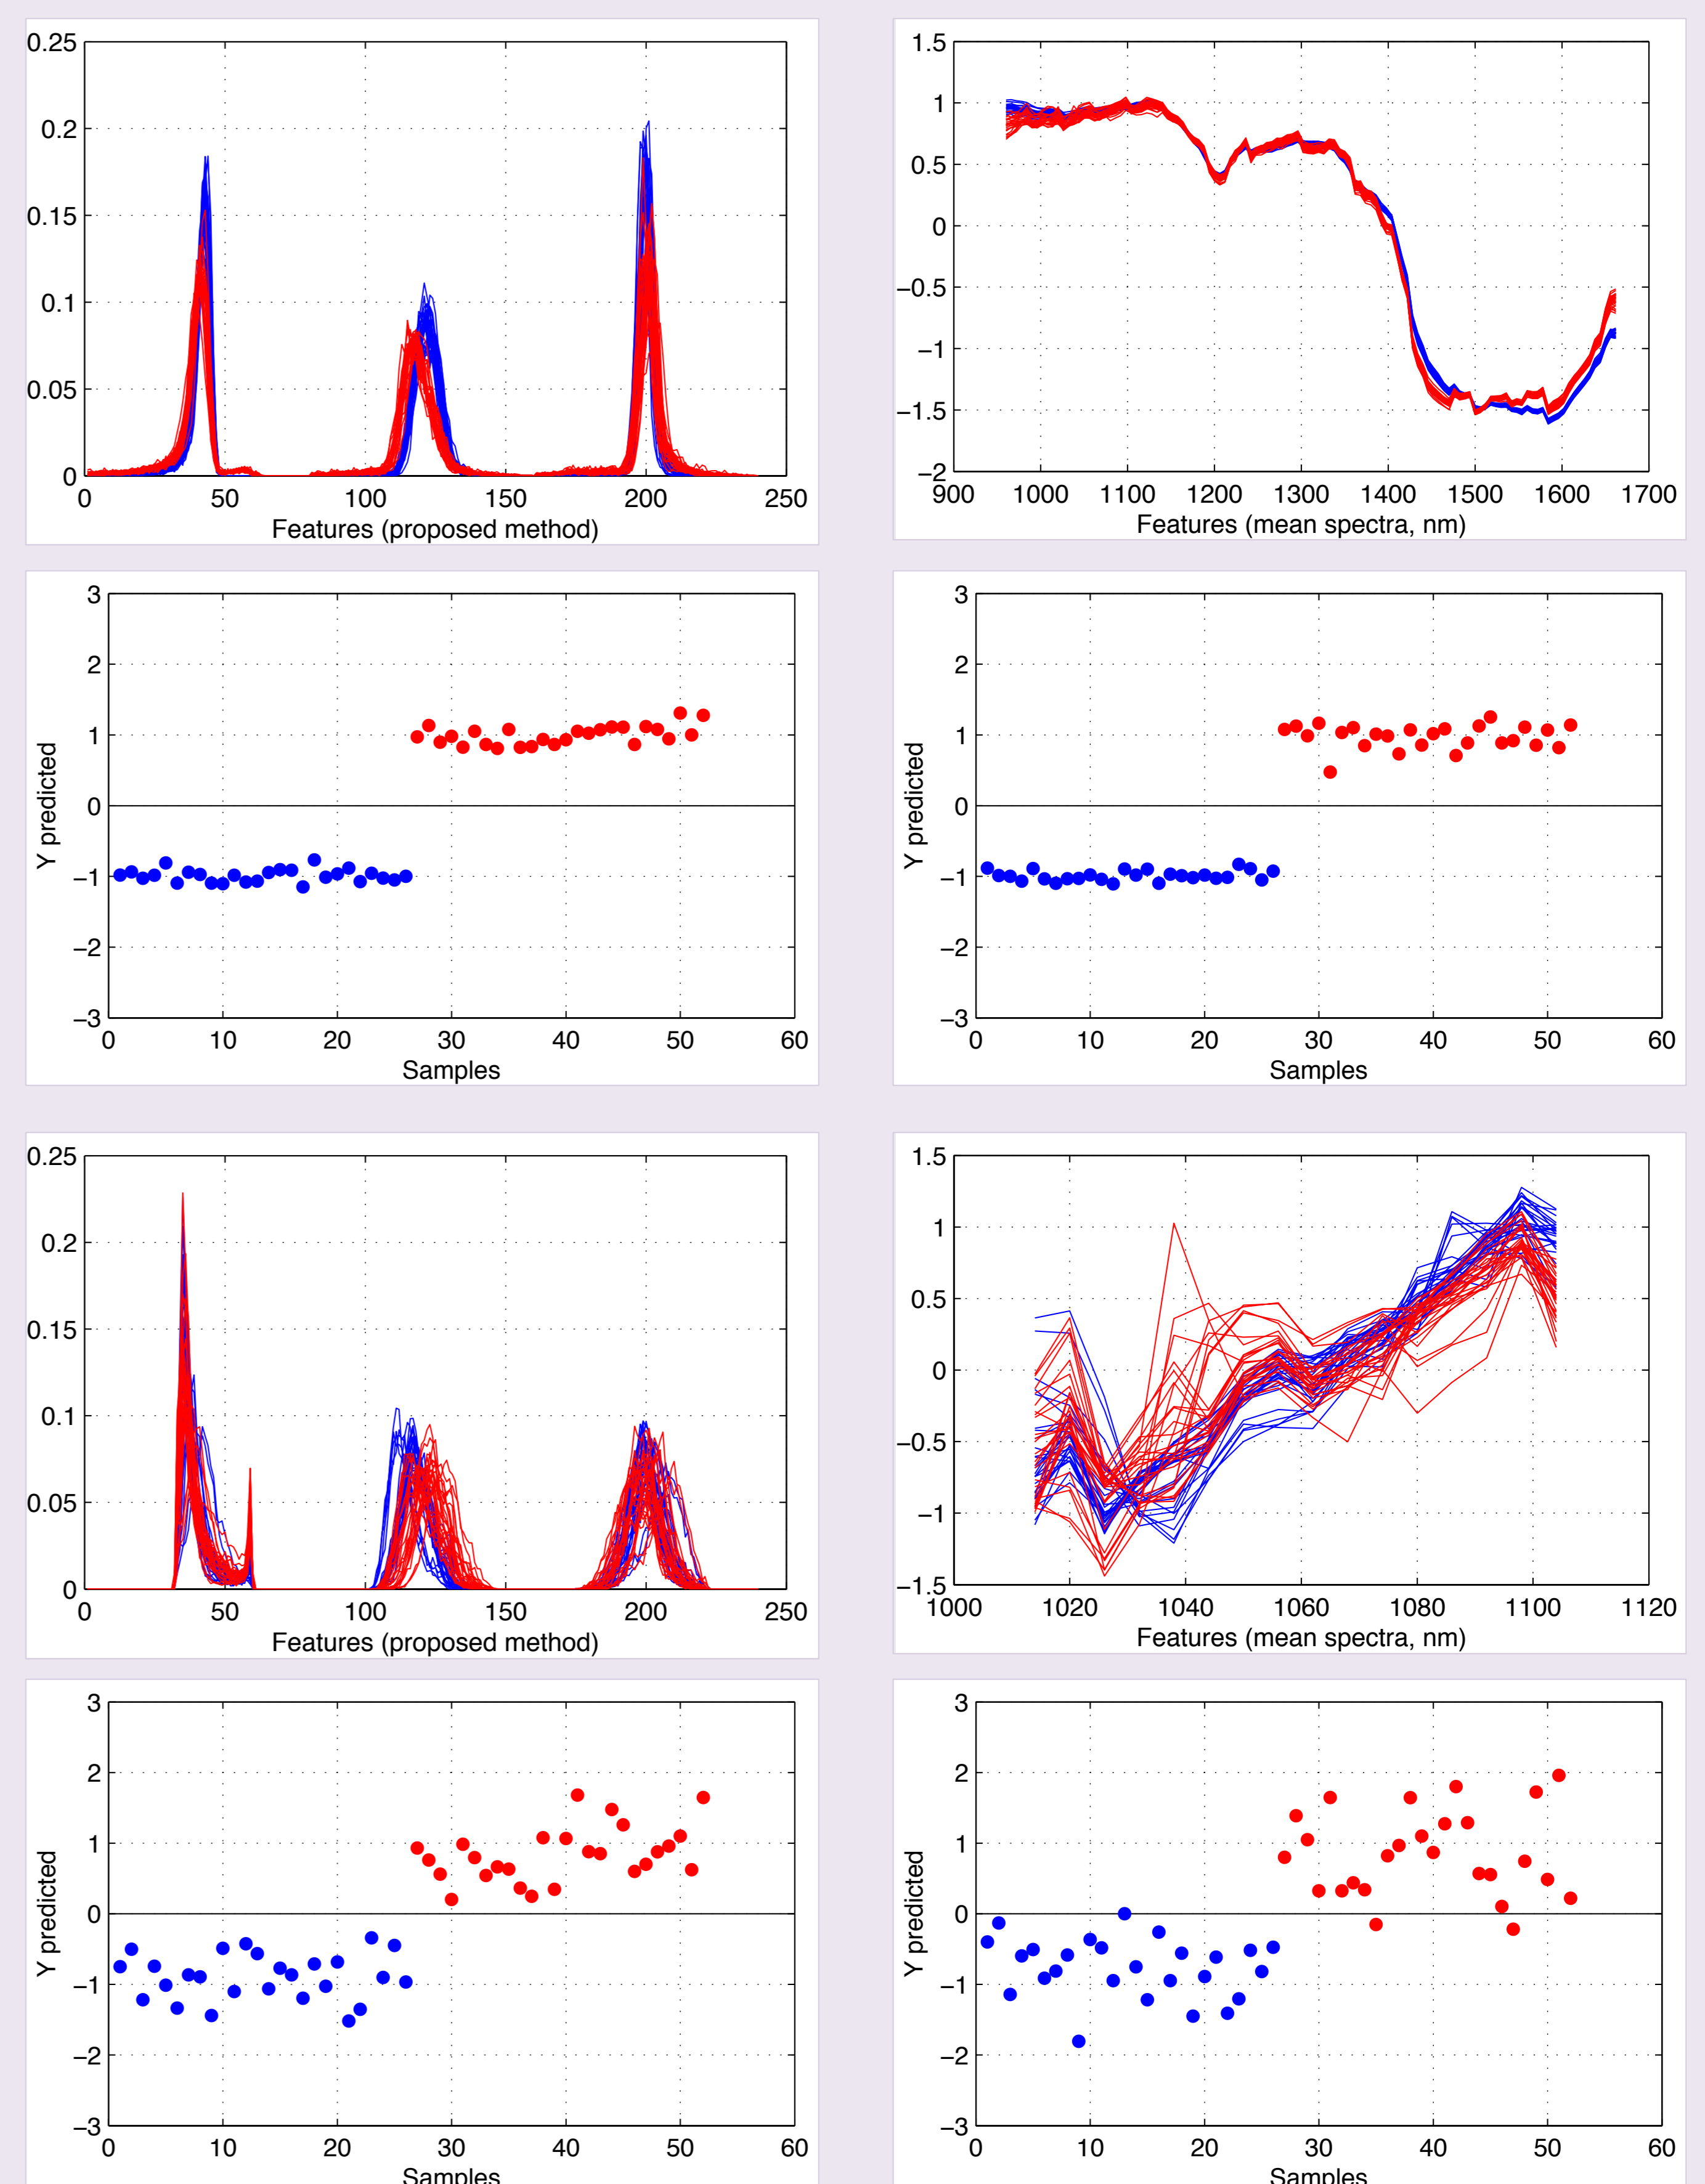 0.25
0.2
0.15
0.1
0.05
0
0 50 100 150 200 250
Features (proposed method)
1.5
1
0.5
0
−0.5
−1
−1.5
−2
900 1000 1100 1200 1300 1400 1500 1600 1700
Features (mean spectra, nm)
3
2
1
0
−1
−2
−3
Y predicted
0 10 20 30 40 50 60
Samples
3
2
1
0
−1
−2
−3
Y predicted
0 10 20 30 40 50 60
Samples
0.25
0.2
0.15
0.1
0.05
0
0 50 100 150 200 250
Features (proposed method)
1.5
1
0.5
0
−0.5
−1
−1.5
1000 1020 1040 1060 1080 1100 1120
Features (mean spectra, nm)
3
2
1
0
−1
−2
−3
Y predicted
0 10 20 30 40 50 60
Samples
3
2
1
0
−1
−2
−3
Y predicted
0 10 20 30 40 50 60
Samples